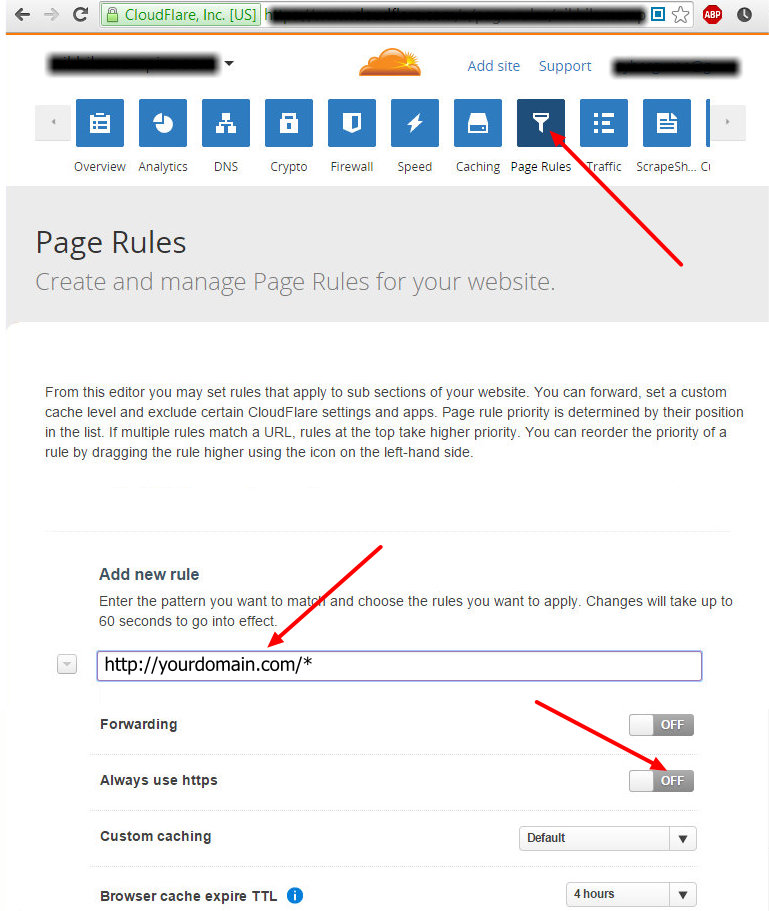 CloudFlare, Inc. [US]
ABP
Add site Support
Overview Analytics DNS Crypto Firewall Speed Caching Page Rules Traffic ScrapeSh...
Page Rules
Create and manage Page Rules for your website.
From this editor you may set rules that apply to sub sections of your website. You can forward, set a custom
cache level and exclude certain CloudFlare settings and apps. Page rule priority is determined by their position
in the list. If multiple rules match a URL, rules at the top take higher priority. You can reorder the priority of a
rule by dragging the rule higher using the icon on the left-hand side.
Add new rule
Enter the pattern you want to match and choose the rules you want to apply. Changes will take up to
60 seconds to go into effect.
http://yourdomain.com/*
Forwarding OFF
Always use https OFF
Custom caching Default
Browser cache expire TTL i 4 hours